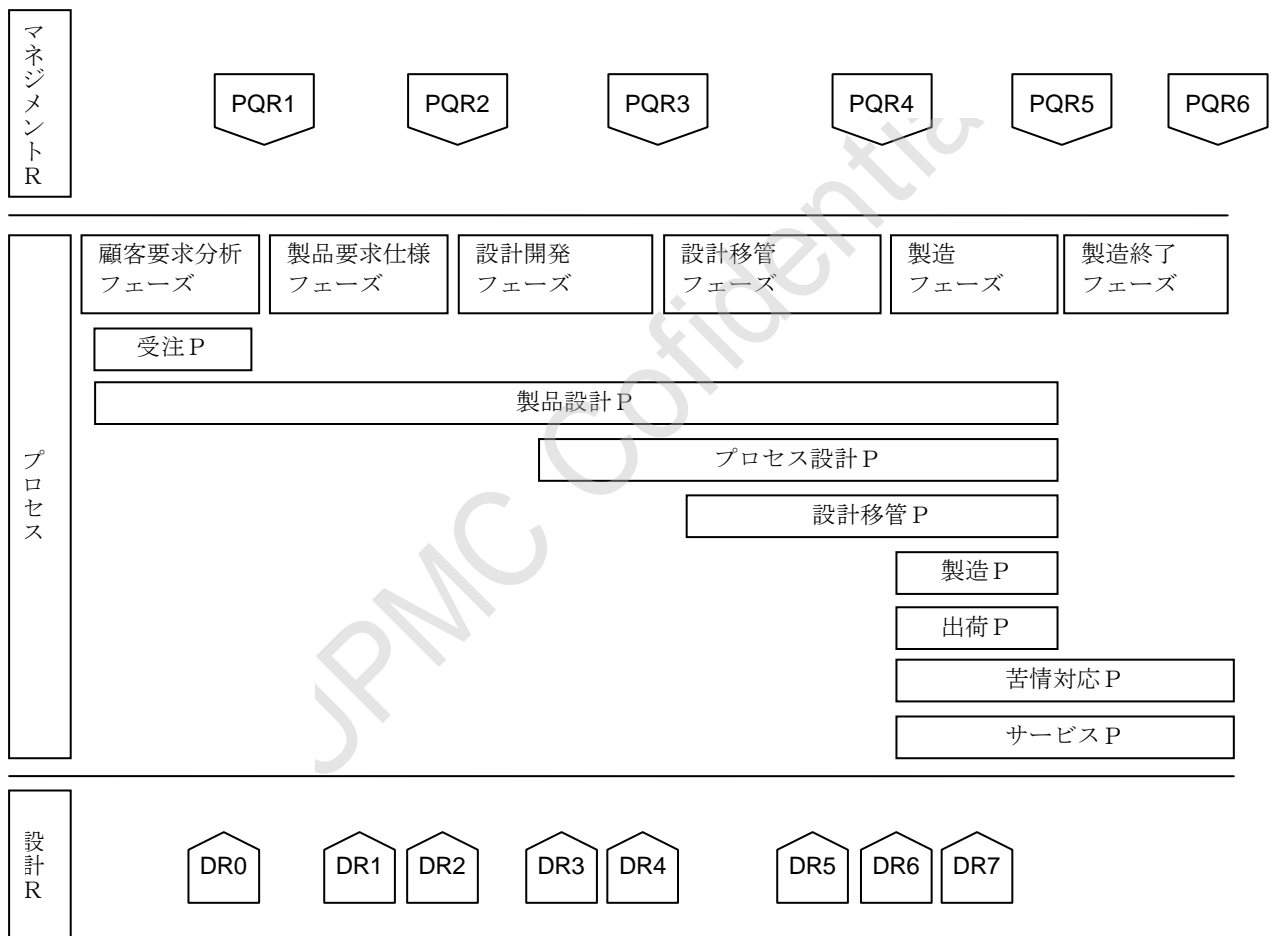 マネジメントR
PQR1 PQR2 PQR3 PQR4 PQR5 PQR6
プロセス
顧客要求分析
フェーズ
製品要求仕様
フェーズ
設計開発
フェーズ
設計移管
フェーズ
製造
フェーズ
製造終了
フェーズ
受注P
製品設計P
プロセス設計P
設計移管P
製造P
出荷P
苦情対応P
サービスP
設計R
DR0 DR1 DR2 DR3 DR4 DR5 DR6 DR7
JPMC Cofidential